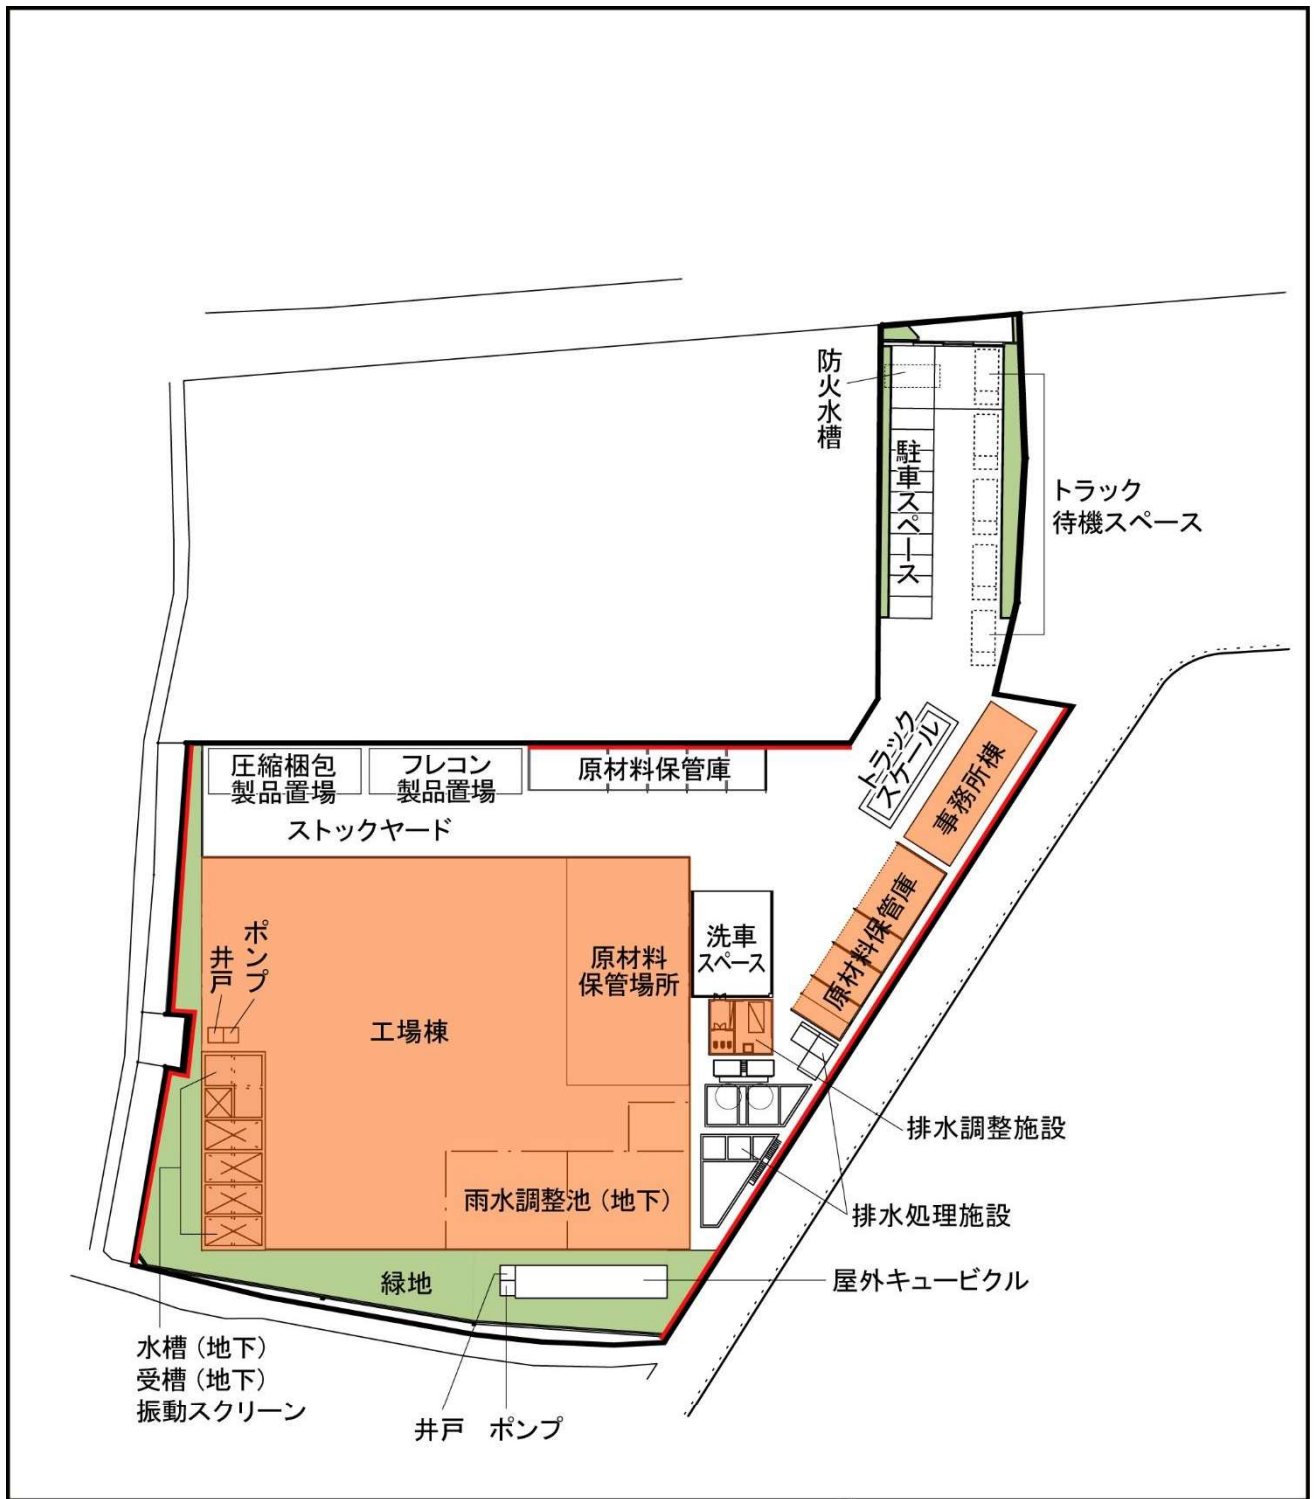 防火水槽
駐車スペース
トラック
待機スペース
トラック
スケール
事務所棟
圧縮梱包
製品置場
フレコン
製品置場
原材料保管庫
ストックヤード
原材料保管庫
洗車
スペース
原材料
保管場所
ポンプ
井戸
工場棟
排水調整施設
雨水調整池（地下）
排水処理施設
緑地
屋外キュービクル
水槽（地下）
受槽（地下）
振動スクリーン
井戸 ポンプ